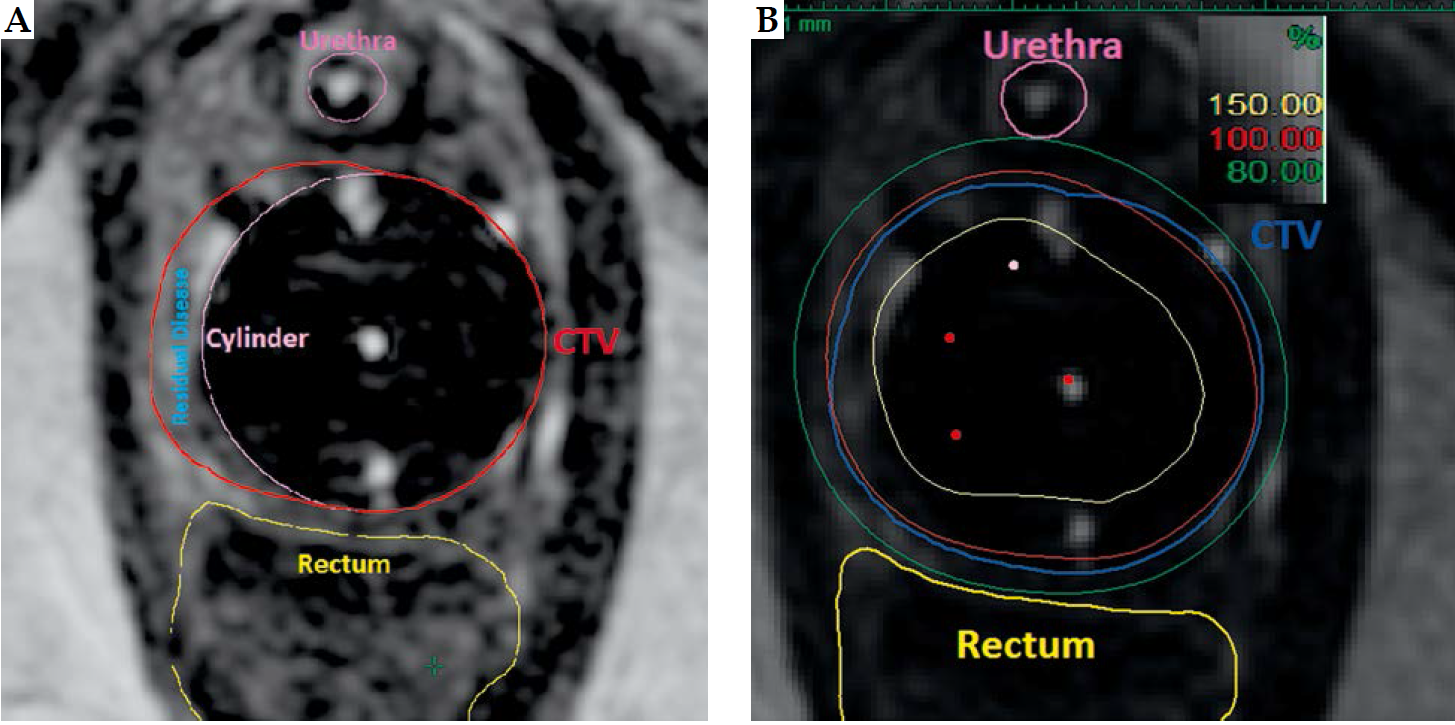 A
Urethra
Residual Disease
Cylinder
CTV
Rectum
B
1 mm
Urethra
%
150.00
100.00
80.00
CTV
Rectum